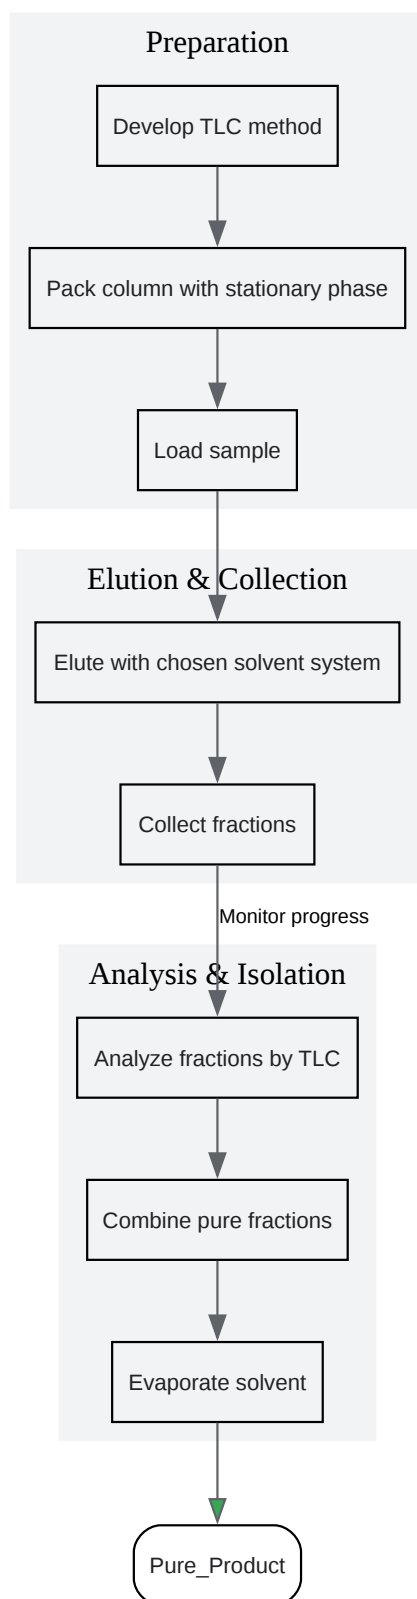 Preparation
Develop TLC method
Pack column with stationary phase
Load sample
Elution & Collection
Elute with chosen solvent system
Collect fractions
Monitor progress
Analysis & Isolation
Analyze fractions by TLC
Combine pure fractions
Evaporate solvent
Pure_Product